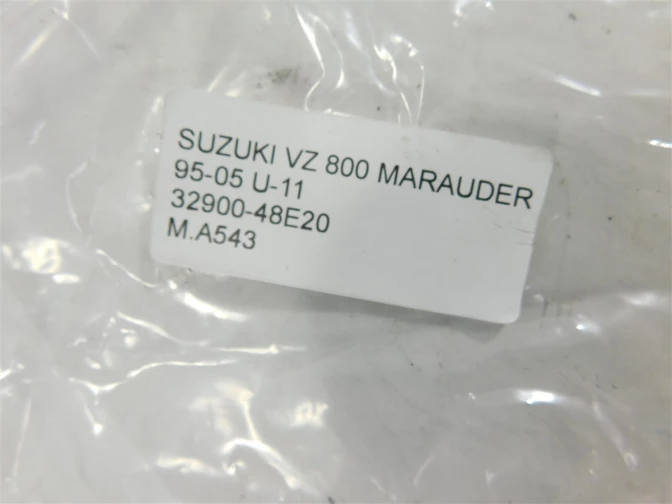 SUZUKI VZ 800 MARAUDER
95-05 U-11
32900-48E20
M.A543